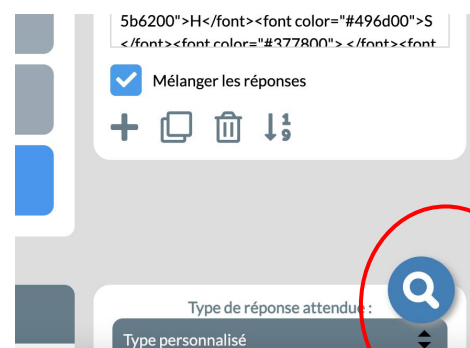 5b6200">H</font><font color="#496d00">S
</font><font color="#377800"> </font><font
Mélanger les réponses
Type de réponse attendue :
Type personnalisé